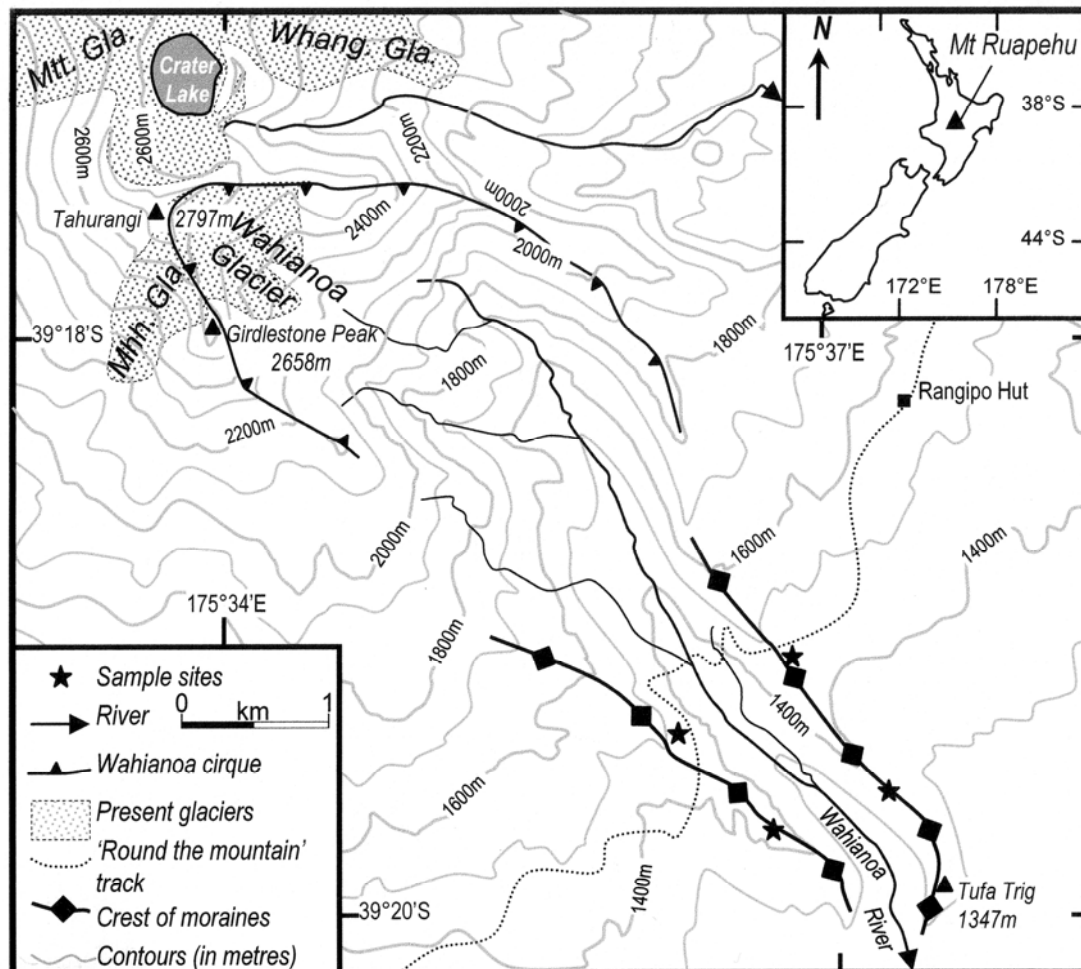 Mtt. Gla.
Whang. Gla.
Crater
Lake
N
Mt Ruapehu
38°S
44°S
172°E
178°E
2600m
2600m
2200m
2000m
Tahurangi
2797m
2400m
2000m
Wahianoa
Glacier
Mhh. Gla
39°18'S
Girdlestone Peak
2658m
1800m
1800m
175°37'E
Rangipo Hut
2200m
2000m
1600m
1400m
175°34'E
1800m
1400m
1600m
1400m
Wahianoa
River
Tufa Trig
1347m
39°20'S
Sample sites
River
0 km 1
Wahianoa cirque
Present glaciers
'Round the mountain'
track
Crest of moraines
Contours (in metres)